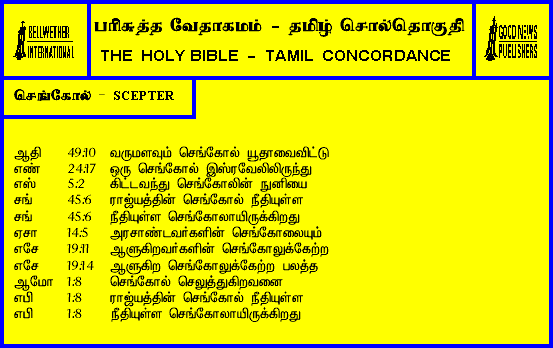 BELLWETHER
INTERNATIONAL
பரிசுத்த வேதாகமம் - தமிழ் சொல்தொகுதி
THE HOLY BIBLE - TAMIL CONCORDANCE
GOOD NEWS
PUBLISHERS
செங்கோல் - SCEPTER
ஆதி 49:10 வருமளவும் செங்கோல் யூதாவைவிட்டு
எண் 24:17 ஒரு செங்கோல் இஸ்ரவேலிலிருந்து
எஸ் 5:2 கிட்டவந்து செங்கோலின் நுனியை
சங் 45:6 ராஜ்யத்தின் செங்கோல் நீதியுள்ள
சங் 45:6 நீதியுள்ள செங்கோலாயிருக்கிறது
ஏசா 14:5 அரசாண்டவர்களின் செங்கோலையும்
எசே 19:11 ஆளுகிறவர்களின் செங்கோலுக்கேற்ற
எசே 19:14 ஆளுகிற செங்கோலுக்கேற்ற பலத்த
ஆமோ 1:8 செங்கோல் செலுத்துகிறவனை
எபி 1:8 ராஜ்யத்தின் செங்கோல் நீதியுள்ள
எபி 1:8 நீதியுள்ள செங்கோலாயிருக்கிறது